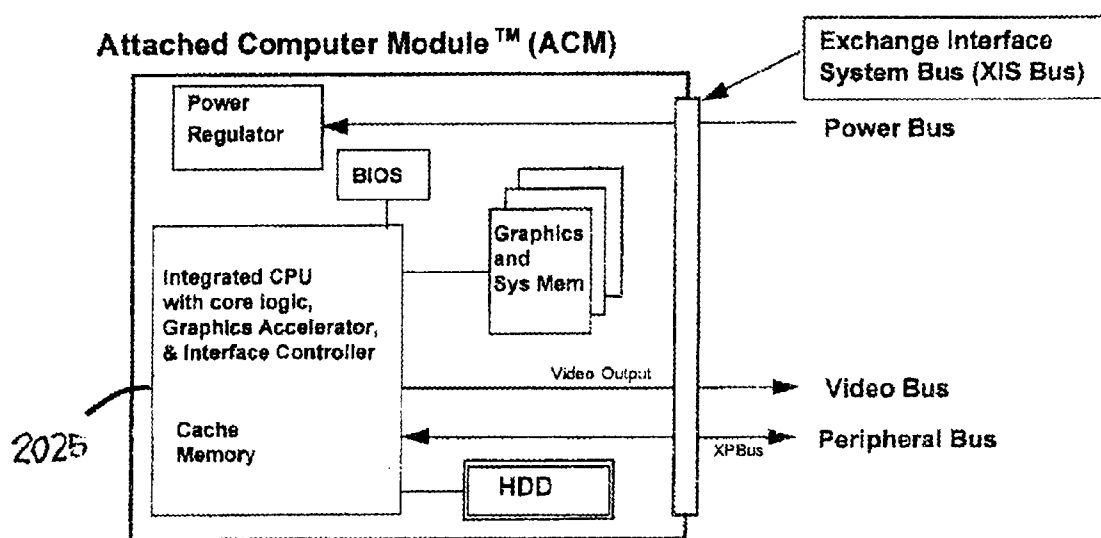 Attached Computer Module™ (ACM)
Exchange Interface
System Bus (XIS Bus)
Power
Regulator
Power Bus
BIOS
Graphics
and
Sys Mem
Integrated CPU
with core logic,
Graphics Accelerator,
& Interface Controller
Video Output
Video Bus
2025
Cache
Memory
XPBus
Peripheral Bus
HDD